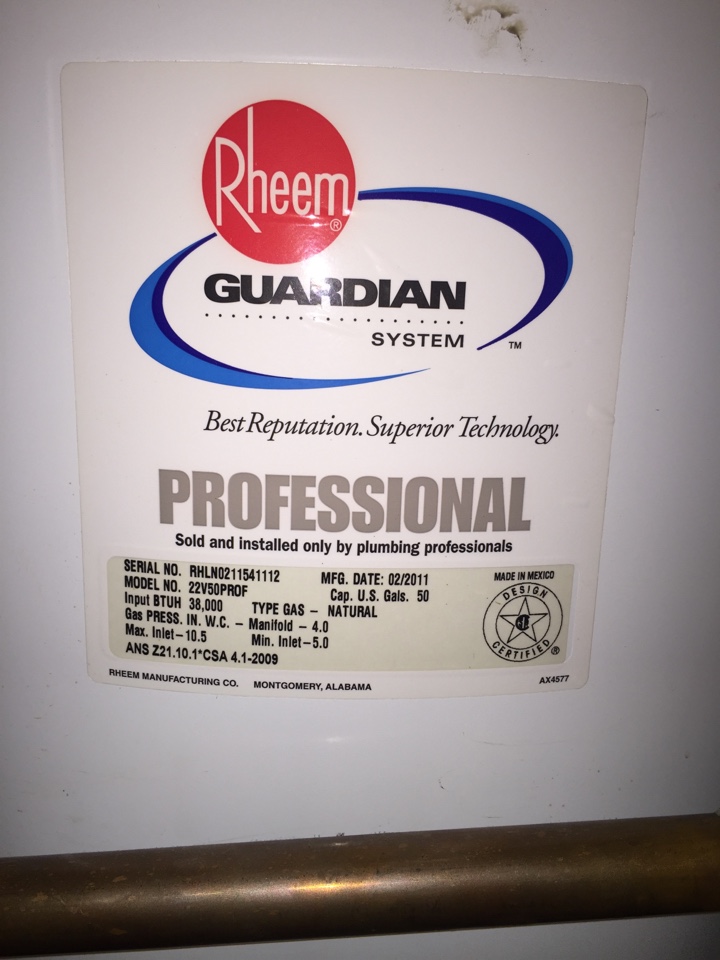 Rheem®
GUARDIAN
SYSTEM ™
Best Reputation. Superior Technology.
PROFESSIONAL
Sold and installed only by plumbing professionals
SERIAL NO. RHLN0211541112 MFG. DATE: 02/2011
MODEL NO. 22V50PROF Cap. U.S. Gals. 50
Input BTUH 38,000 TYPE GAS – NATURAL
Gas PRESS. IN. W.C. – Manifold – 4.0
Max. Inlet – 10.5 Min. Inlet – 5.0
ANS Z21.10.1*CSA 4.1-2009
MADE IN MEXICO
DESIGN
CERTIFIED ®
RHEEM MANUFACTURING CO. MONTGOMERY, ALABAMA AX4577